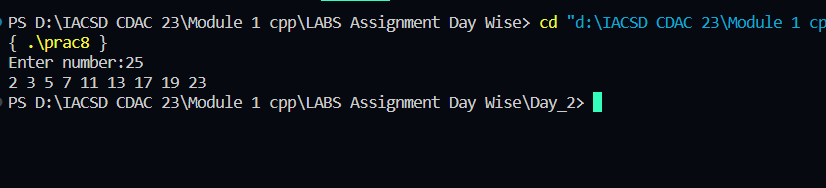 PS D:\IACSD CDAC 23\Module 1 cpp\LABS Assignment Day Wise> cd "d:\IACSD CDAC 23\Module 1 cp
{ .\prac8 }
Enter number:25
2 3 5 7 11 13 17 19 23
PS D:\IACSD CDAC 23\Module 1 cpp\LABS Assignment Day Wise\Day_2>